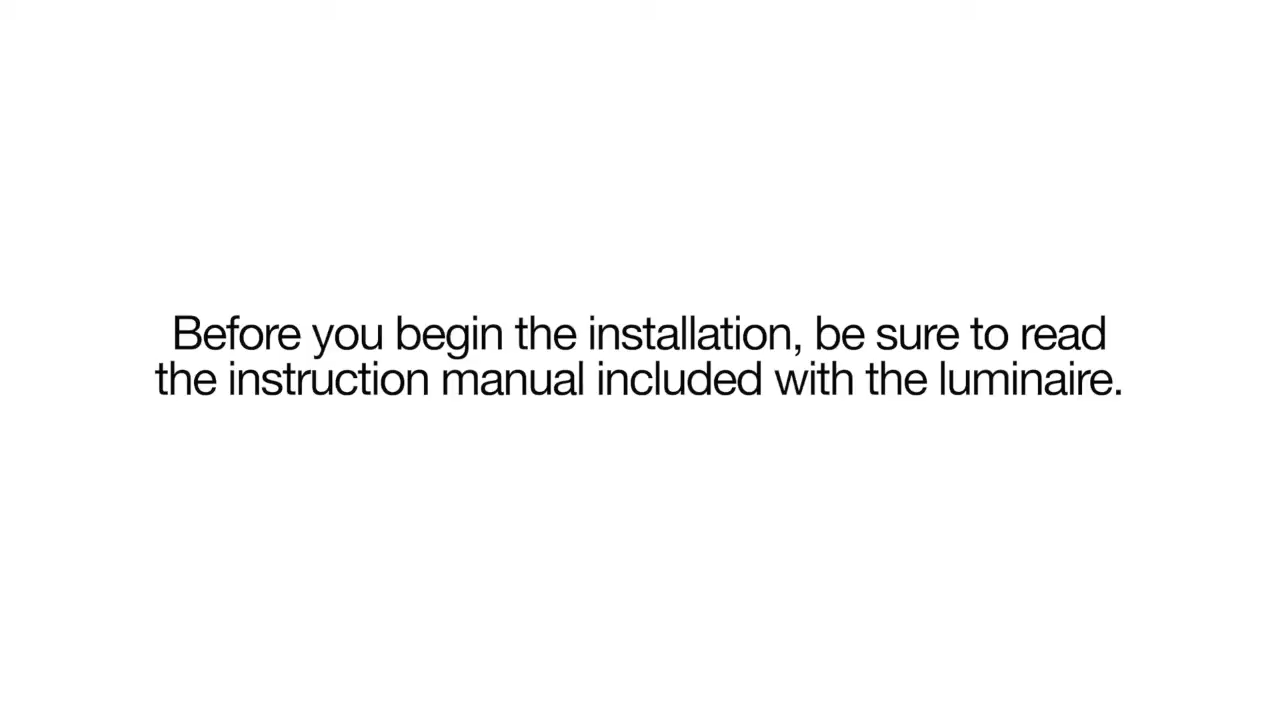 Before you begin the installation, be sure to read
the instruction manual included with the luminaire.